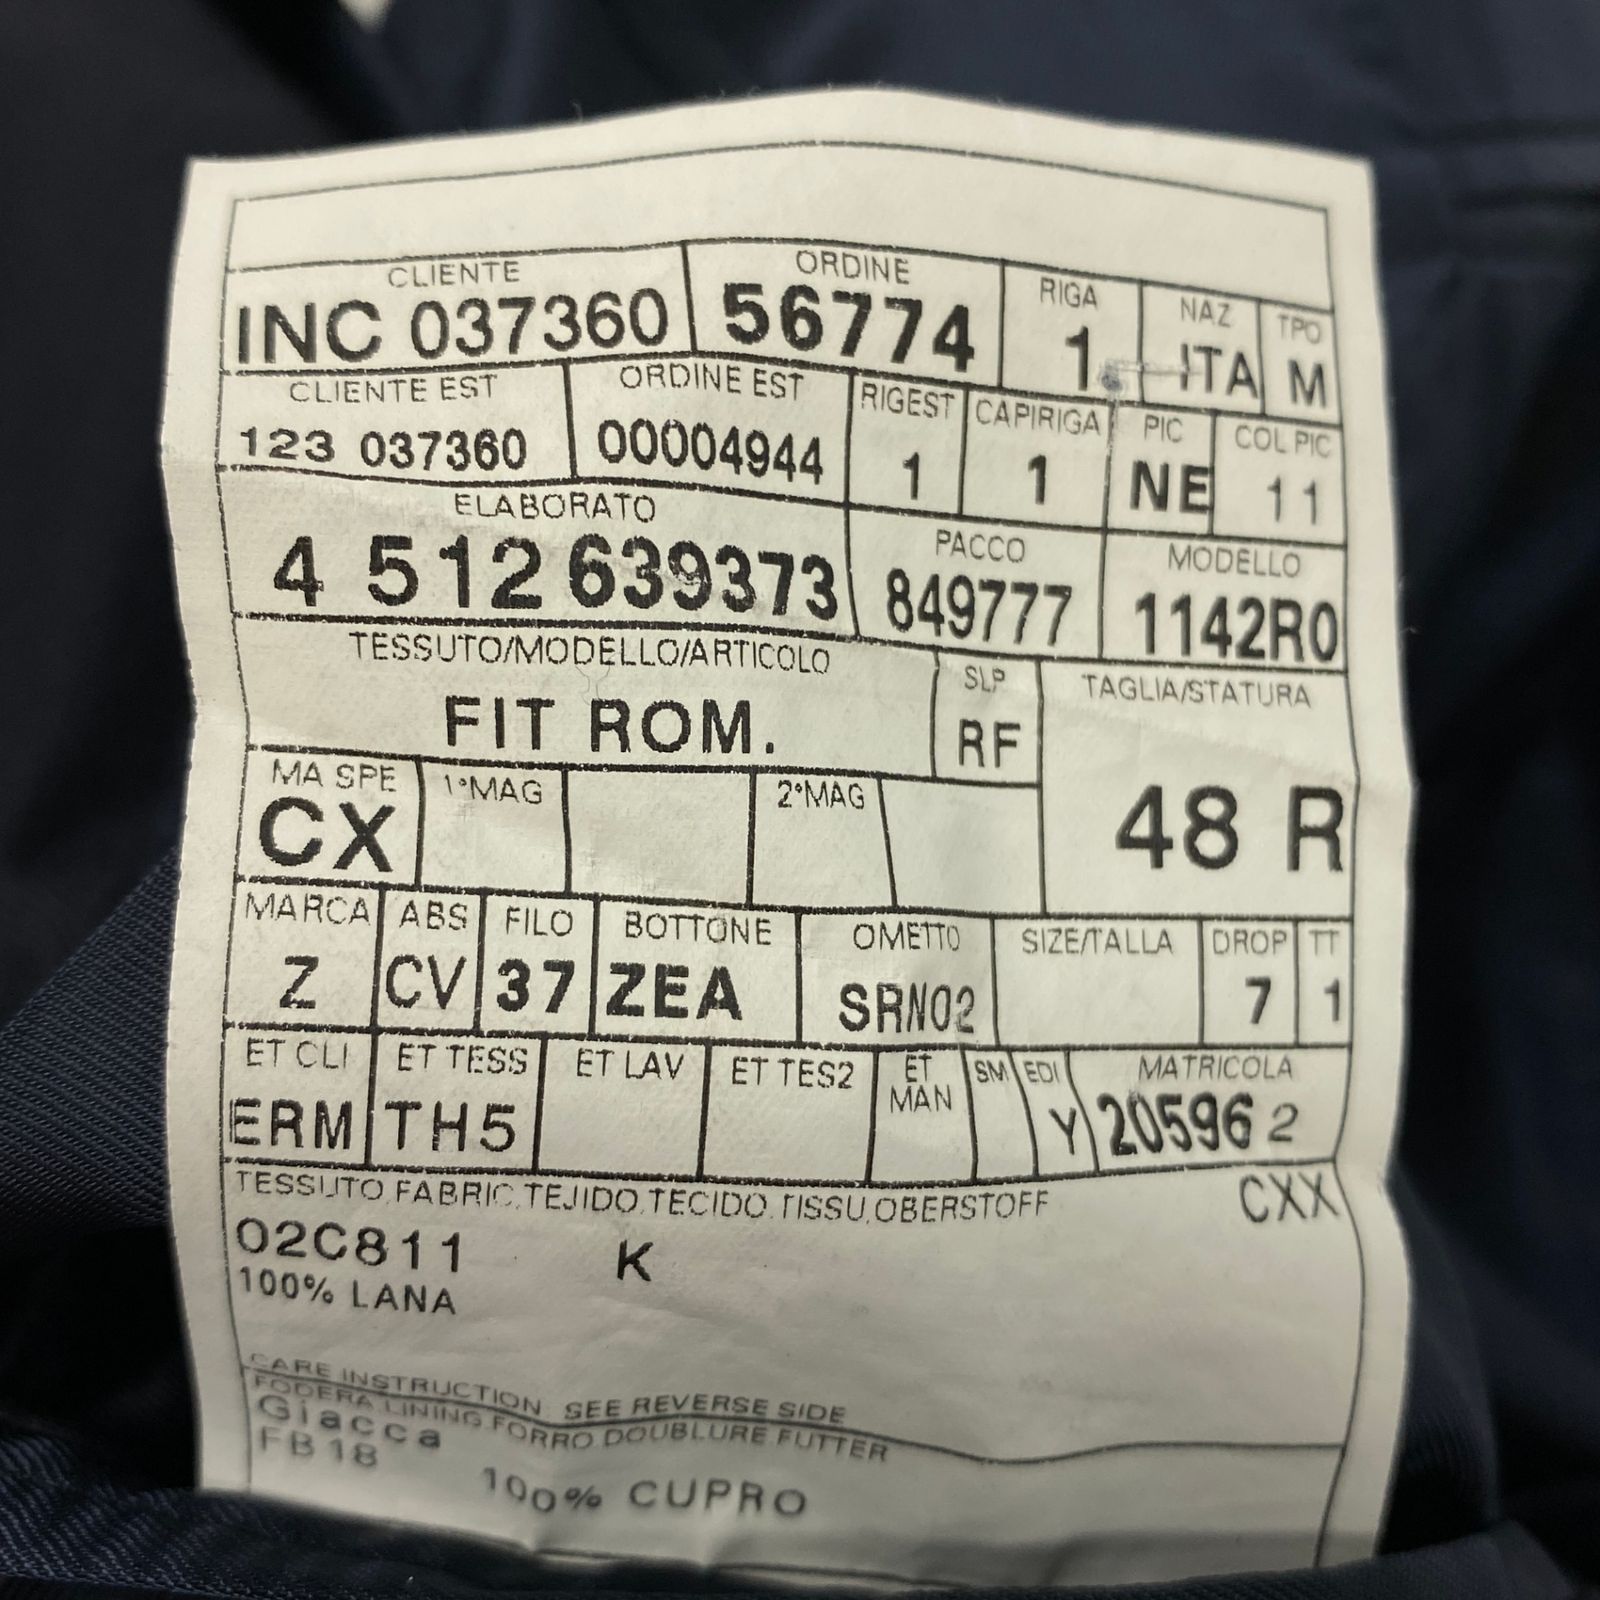 CLIENTE ORDINE RIGA NAZ TPO
INC 037360 56774 1 ITA M
CLIENTE EST ORDINE EST RIGEST CAPIRIGA PIC COL PIC
123 037360 00004944 1 1 NE 11
ELABORATO PACCO MODELLO
4 512 639373 849777 1142R0
TESSUTO/MODELLO/ARTICOLO SLP TAGLIA/STATURA
FIT ROM. RF 48 R
MA SPE 1°MAG 2°MAG
CX
MARCA ABS FILO BOTTONE OMETTO SIZE/TALLA DROP TT
Z CV 37 ZEA SRN02 7 1
ET CLI ET TESS ET LAV ET TES2 ET MAN SM EDI MATRICOLA
ERM TH5 Y 20596 2
TESSUTO,FABRIC,TEJIDO,TECIDO,TISSU,OBERSTOFF CXX
02C811 K
100% LANA
CARE INSTRUCTION SEE REVERSE SIDE
FODERA,LINING,FORRO DOUBLURE FUTTER
Giacca
FB18
100% CUPRO